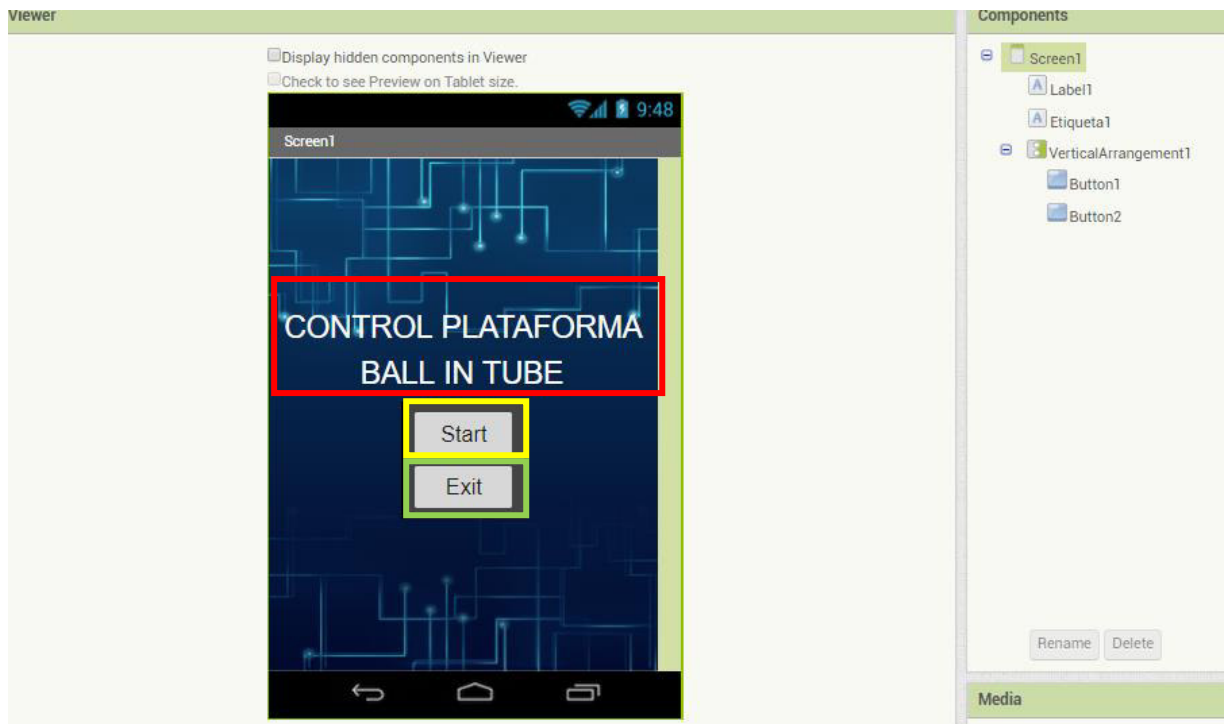 Viewer
Components
Display hidden components in Viewer
Check to see Preview on Tablet size.
9:48
Screen1
CONTROL PLATAFORMA
BALL IN TUBE
Start
Exit
Screen1
A Label1
A Etiqueta1
VerticalArrangement1
Button1
Button2
Rename Delete
Media